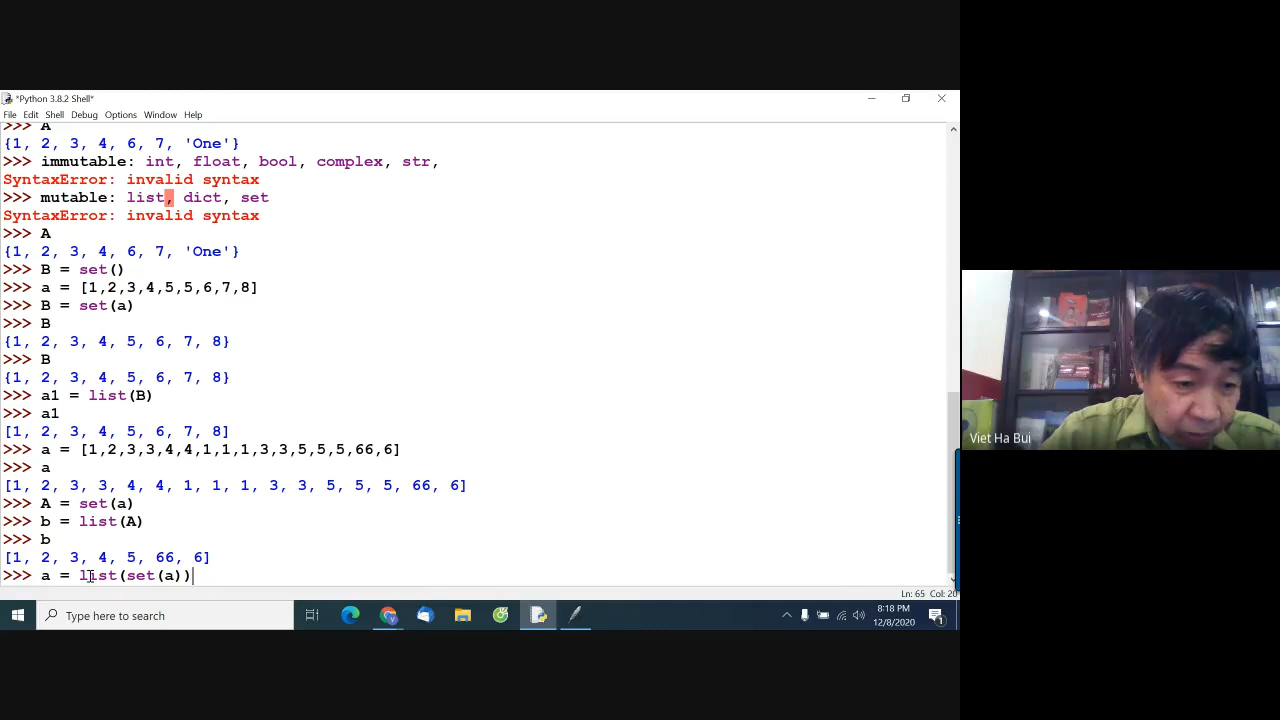 *Python 3.8.2 Shell*
File Edit Shell Debug Options Window Help
>>> A
{1, 2, 3, 4, 6, 7, 'One'}
>>> immutable: int, float, bool, complex, str,
SyntaxError: invalid syntax
>>> mutable: list, dict, set
SyntaxError: invalid syntax
>>> A
{1, 2, 3, 4, 6, 7, 'One'}
>>> B = set()
>>> a = [1,2,3,4,5,5,6,7,8]
>>> B = set(a)
>>> B
{1, 2, 3, 4, 5, 6, 7, 8}
>>> B
{1, 2, 3, 4, 5, 6, 7, 8}
>>> a1 = list(B)
>>> a1
[1, 2, 3, 4, 5, 6, 7, 8]
>>> a = [1,2,3,3,4,4,1,1,1,3,3,5,5,5,66,6]
>>> a
[1, 2, 3, 3, 4, 4, 1, 1, 1, 3, 3, 5, 5, 5, 66, 6]
>>> A = set(a)
>>> b = list(A)
>>> b
[1, 2, 3, 4, 5, 66, 6]
>>> a = list(set(a))
Ln: 65 Col: 20
Type here to search
8:18 PM
12/8/2020
1
Viet Ha Bui